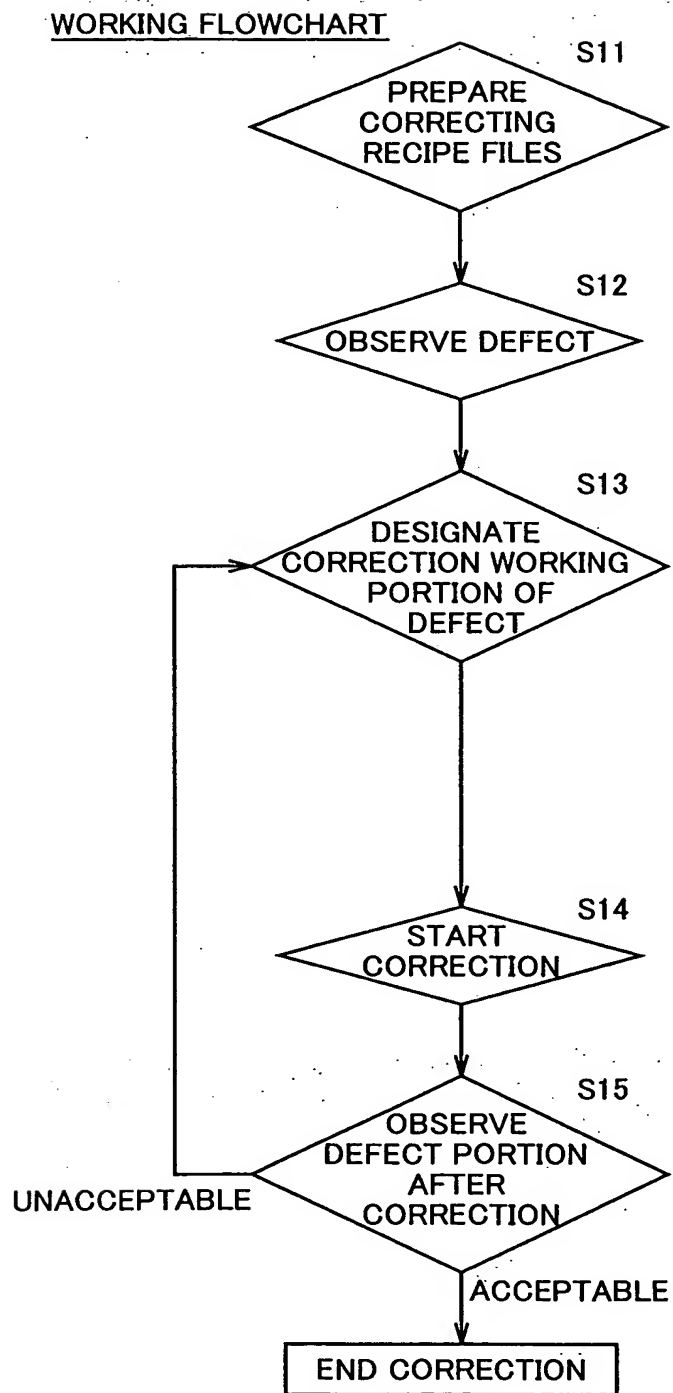 WORKING FLOWCHART
S11
PREPARE
CORRECTING
RECIPE FILES
S12
OBSERVE DEFECT
S13
DESIGNATE
CORRECTION WORKING
PORTION OF
DEFECT
S14
START
CORRECTION
S15
OBSERVE
DEFECT PORTION
AFTER
CORRECTION
UNACCEPTABLE
ACCEPTABLE
END CORRECTION